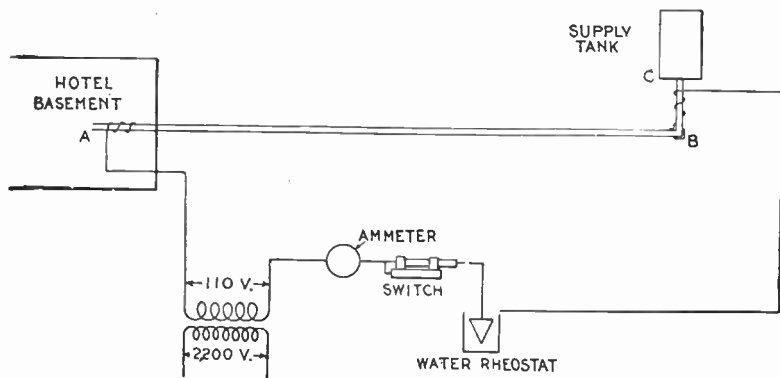 SUPPLY
TANK
C
HOTEL
BASEMENT
A
B
AMMETER
110 V.
SWITCH
2200 V.
WATER RHEOSTAT